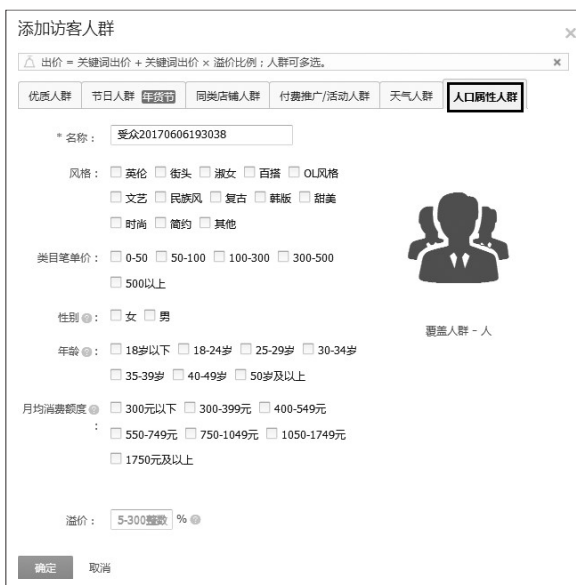 添加访客人群
×
出价 = 关键词出价 + 关键词出价 × 溢价比例；人群可多选。 ×
优质人群 节日人群 年货节 同类店铺人群 付费推广/活动人群 天气人群 人口属性人群
* 名称： 受众20170606193038
风格： 英伦 街头 淑女 百搭 OL风格
文艺 民族风 复古 韩版 甜美
时尚 简约 其他
类目笔单价： 0-50 50-100 100-300 300-500
500以上
性别 ： 女 男
覆盖人群 - 人
年龄 ： 18岁以下 18-24岁 25-29岁 30-34岁
35-39岁 40-49岁 50岁及以上
月均消费额度 ： 300元以下 300-399元 400-549元
550-749元 750-1049元 1050-1749元
1750元及以上
溢价： 5-300整数 %
确定 取消